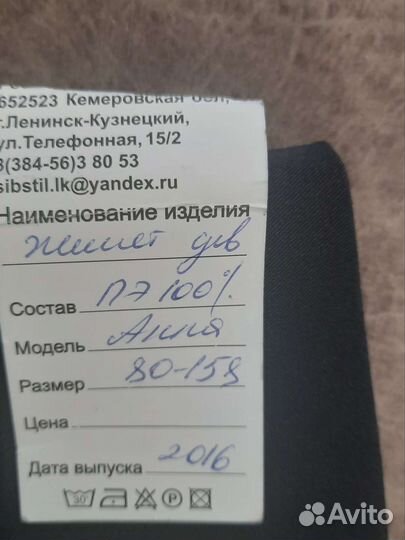 652523 Кемеровская обл,
г.Ленинск-Кузнецкий,
ул.Телефонная, 15/2
8(384-56)3 80 53
sibstil.lk@yandex.ru
Наименование изделия
Жилет дев
Состав ПЭ 100%
Модель Анна
Размер 80-158
Цена
Дата выпуска 2016
30 P
Avito